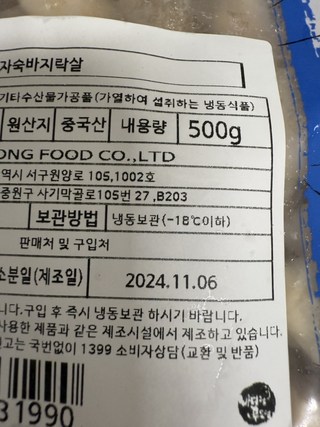 자숙바지락살
기타수산물가공품(가열하여 섭취하는 냉동식품)
원산지 중국산 내용량 500g
ONG FOOD CO.,LTD
역시 서구원양로 105,1002호
중원구 사기막골로105번 27,B203
보관방법 냉동보관(-18℃이하)
판매처 및 구입처
소분일(제조일) 2024.11.06
니다.구입 후 즉시 냉동보관 하시기 바랍니다.
사용한 제품과 같은 제조시설에서 제조하고 있습니다.
신고는 국번없이 1399 소비자상담(교환 및 반품)
31990